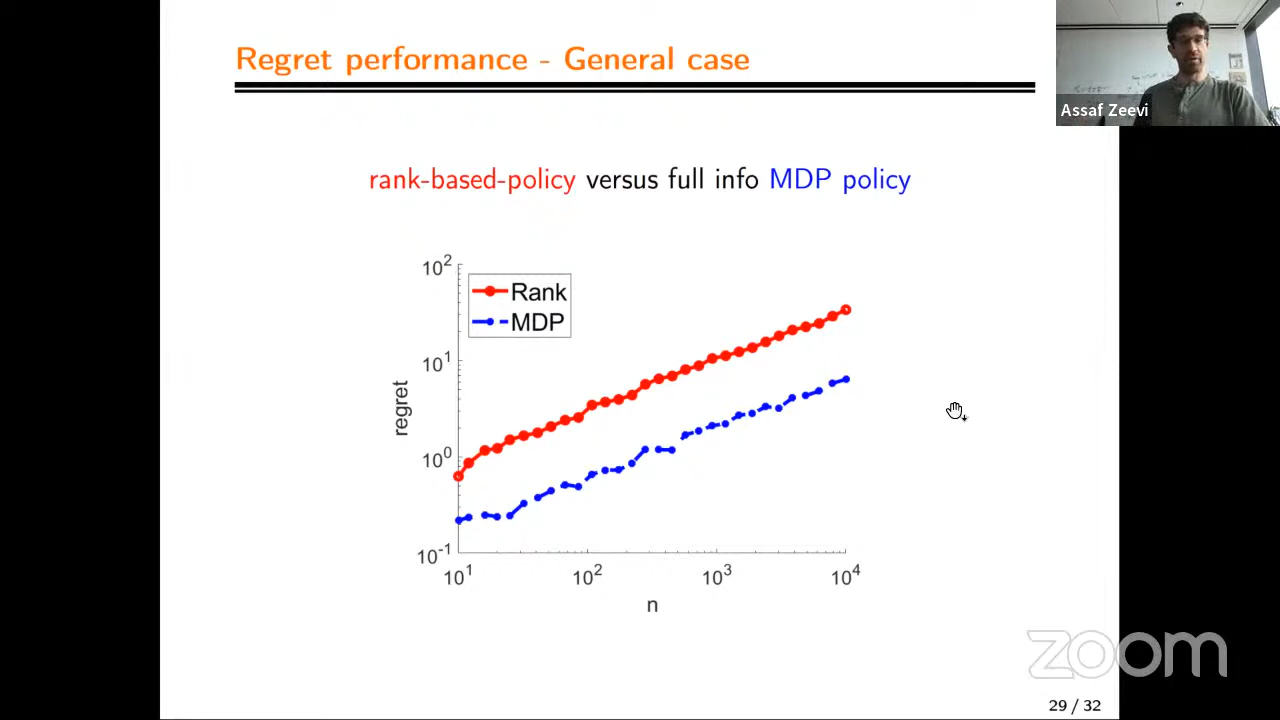 Regret performance - General case
Assaf Zeevi
rank-based-policy versus full info MDP policy
10^2
10^1
10^0
10^-1
regret
Rank
MDP
10^1 10^2 10^3 10^4
n
zoom
29 / 32